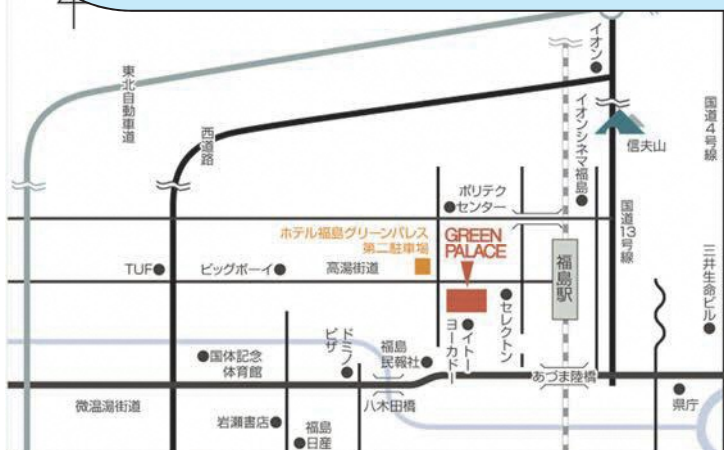 イオン
東北自動車道
西道路
イオンシネマ福島
国道4号線
信夫山
ポリテク
センター
国道13号線
ホテル福島グリーンパレス
第二駐車場
GREEN
PALACE
TUF
ビッグボーイ
高湯街道
福島駅
三井生命ビル
セレクトン
イトー
ヨーカドー
ドミノ
ピザ
福島
民報社
国体記念
体育館
あづま陸橋
微温湯街道
八木田橋
県庁
岩瀬書店
福島
日産